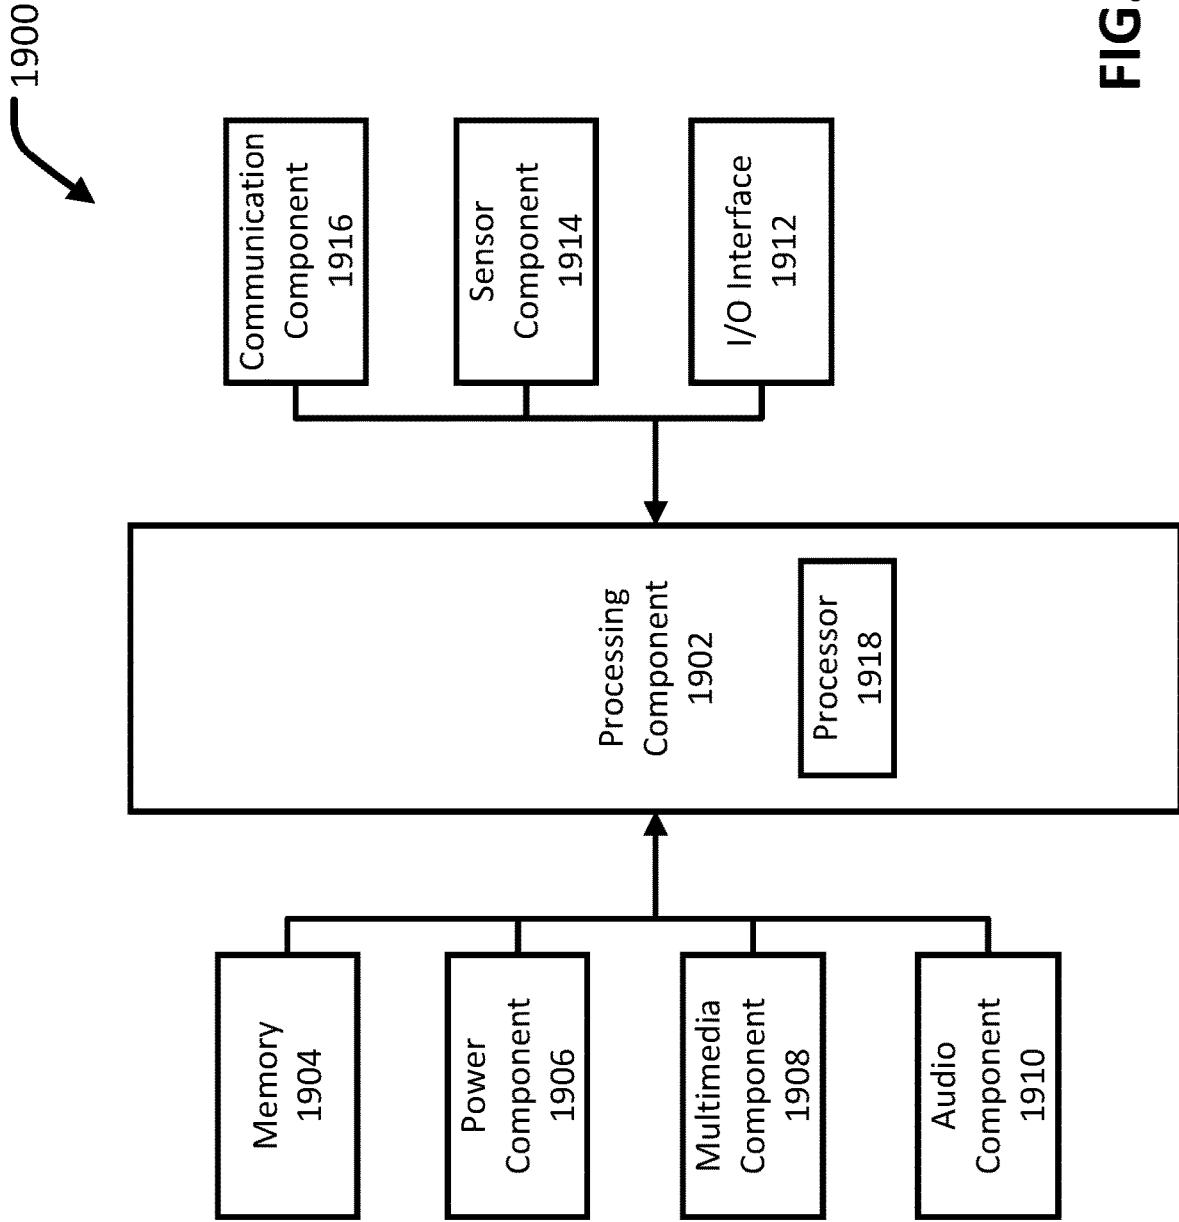 1900
Audio
Component
1910
Multimedia
Component
1908
Power
Component
1906
Memory
1904
Processing
Component
1902
Processor
1918
I/O Interface
1912
Sensor
Component
1914
Communication
Component
1916
FIG.